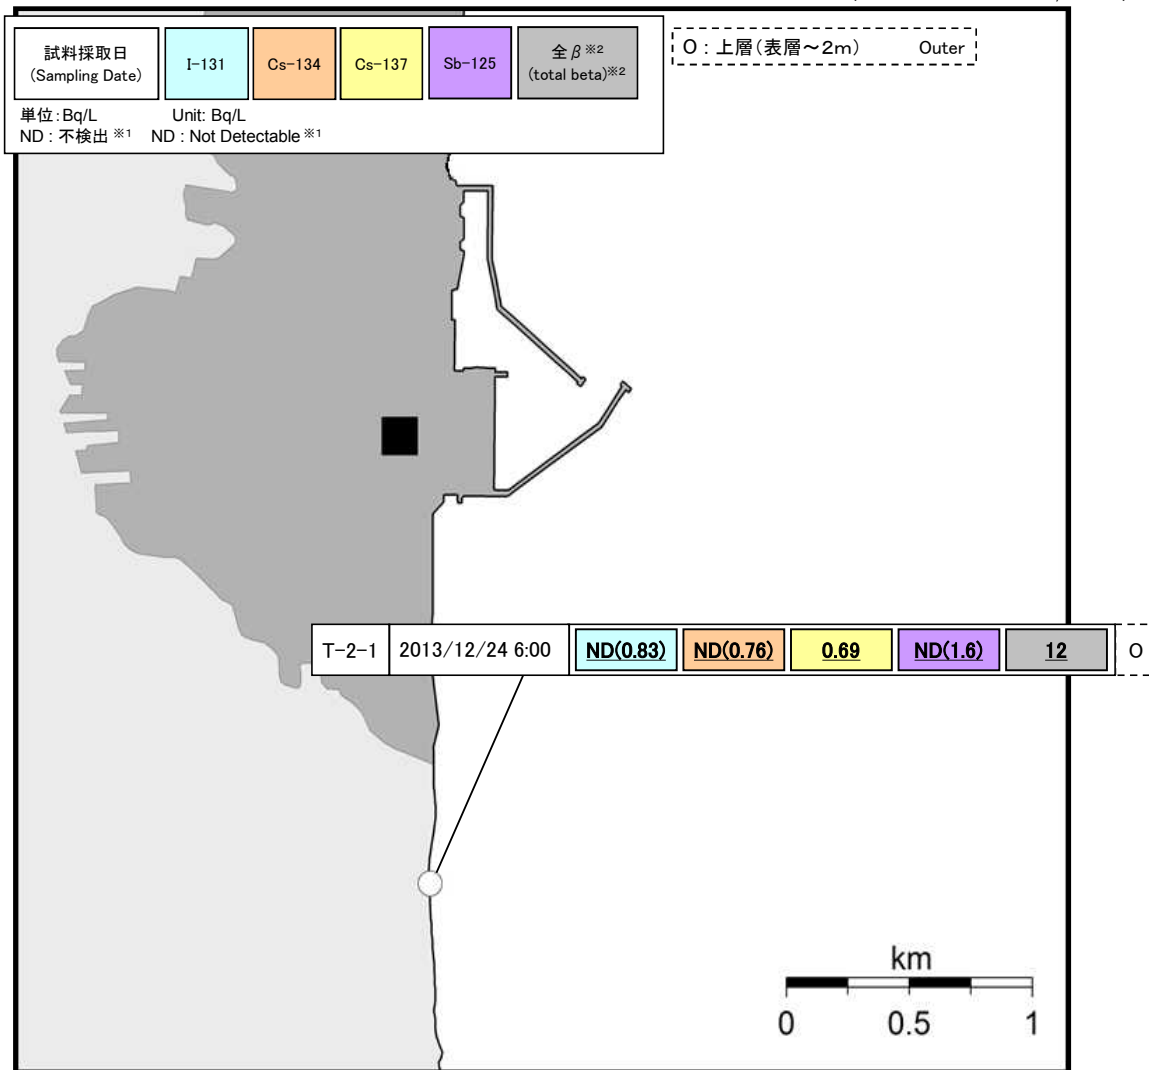 試料採取日
(Sampling Date)
I-131
Cs-134
Cs-137
Sb-125
全β※2
(total beta)※2
単位:Bq/L Unit: Bq/L
ND : 不検出 ※1 ND : Not Detectable ※1
O : 上層(表層~2m) Outer
T-2-1 2013/12/24 6:00 ND(0.83) ND(0.76) 0.69 ND(1.6) 12 O
km
0 0.5 1